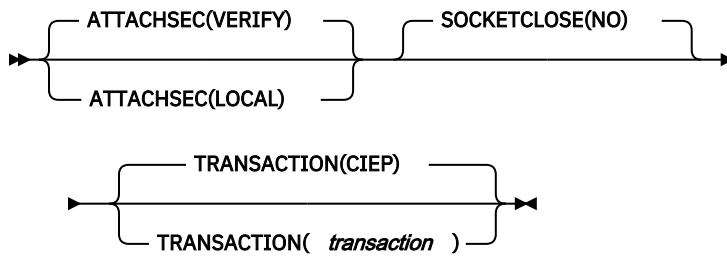 ATTACHSEC(VERIFY) SOCKETCLOSE(NO)
ATTACHSEC(LOCAL)
TRANSACTION(CIEP)
TRANSACTION( transaction )